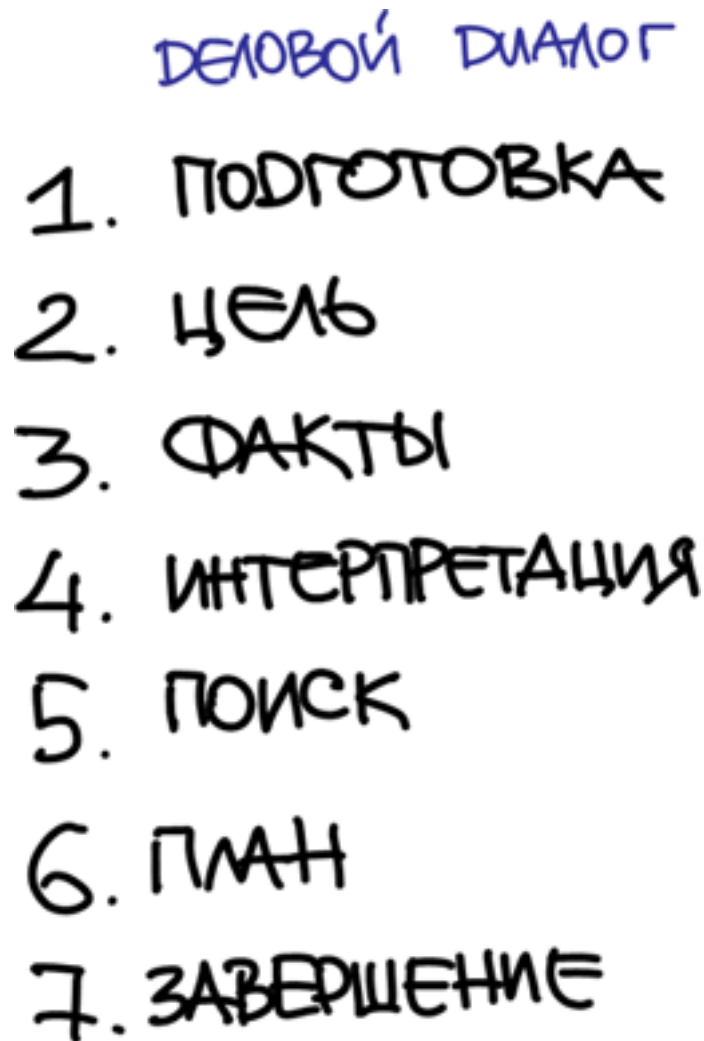 ДЕЛОВОЙ ДИАЛОГ
1. ПОДГОТОВКА
2. ЦЕЛЬ
3. ФАКТЫ
4. ИНТЕРПРЕТАЦИЯ
5. ПОИСК
6. ПЛАН
7. ЗАВЕРШЕНИЕ